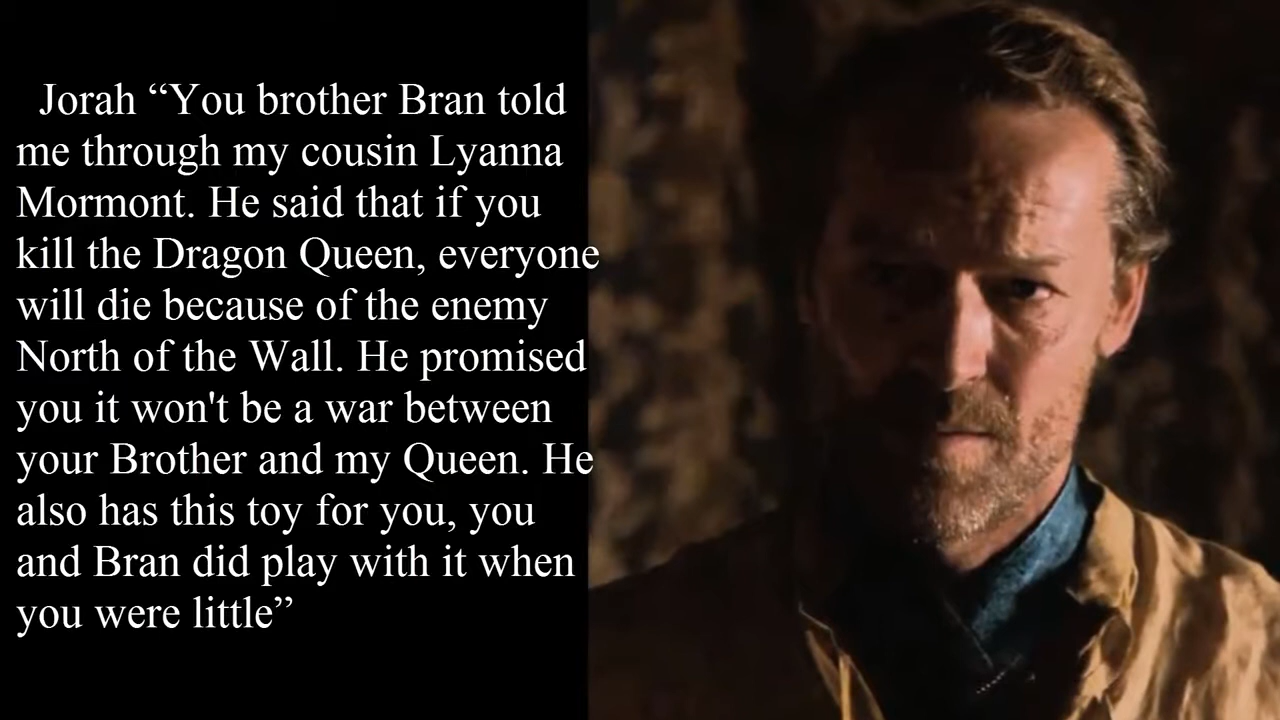 Jorah “You brother Bran told
me through my cousin Lyanna
Mormont. He said that if you
kill the Dragon Queen, everyone
will die because of the enemy
North of the Wall. He promised
you it won't be a war between
your Brother and my Queen. He
also has this toy for you, you
and Bran did play with it when
you were little”